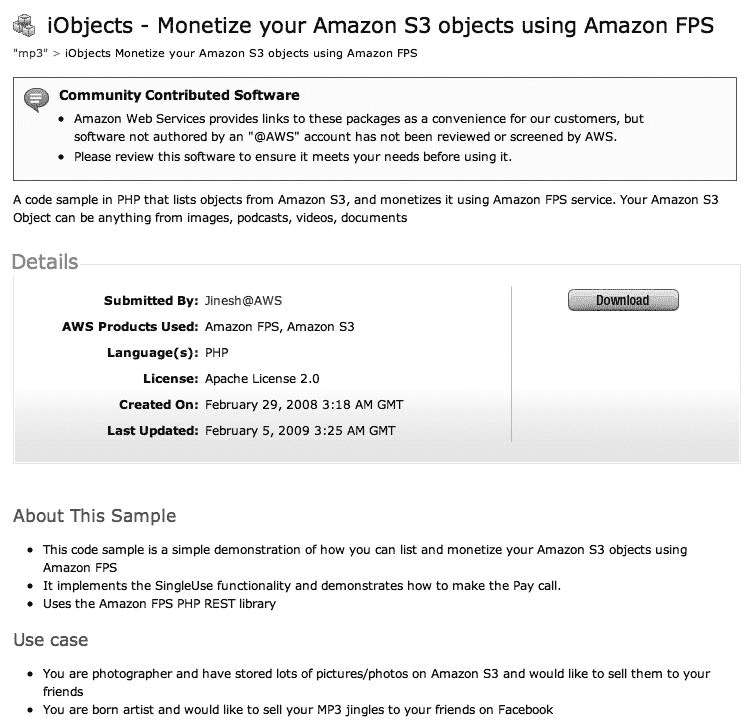 iObjects - Monetize your Amazon S3 objects using Amazon FPS
"mp3" > iObjects Monetize your Amazon S3 objects using Amazon FPS
Community Contributed Software
• Amazon Web Services provides links to these packages as a convenience for our customers, but
software not authored by an "@AWS" account has not been reviewed or screened by AWS.
• Please review this software to ensure it meets your needs before using it.
A code sample in PHP that lists objects from Amazon S3, and monetizes it using Amazon FPS service. Your Amazon S3
Object can be anything from images, podcasts, videos, documents
Details
Submitted By: Jinesh@AWS
Download
AWS Products Used: Amazon FPS, Amazon S3
Language(s): PHP
License: Apache License 2.0
Created On: February 29, 2008 3:18 AM GMT
Last Updated: February 5, 2009 3:25 AM GMT
About This Sample
• This code sample is a simple demonstration of how you can list and monetize your Amazon S3 objects using
Amazon FPS
• It implements the SingleUse functionality and demonstrates how to make the Pay call.
• Uses the Amazon FPS PHP REST library
Use case
• You are photographer and have stored lots of pictures/photos on Amazon S3 and would like to sell them to your
friends
• You are born artist and would like to sell your MP3 jingles to your friends on Facebook